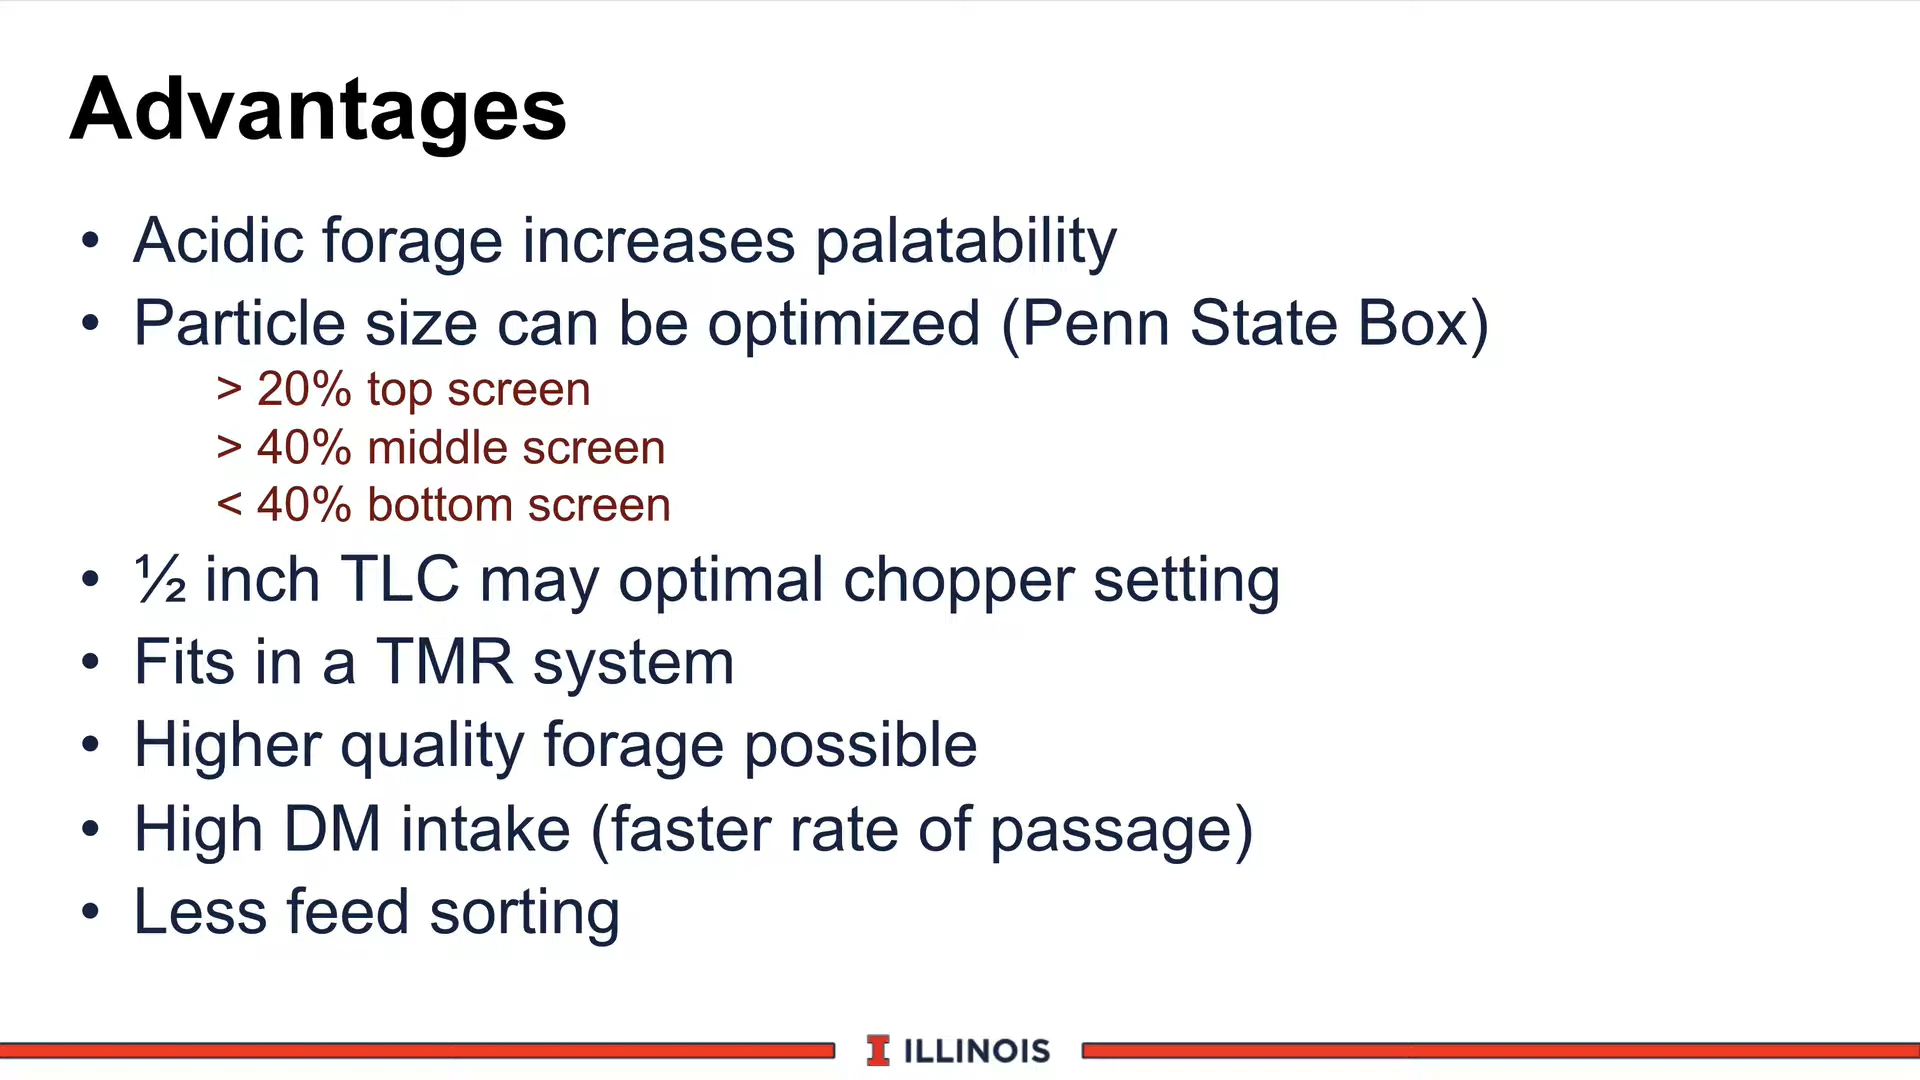 Advantages
• Acidic forage increases palatability
• Particle size can be optimized (Penn State Box)
> 20% top screen
> 40% middle screen
< 40% bottom screen
• ½ inch TLC may optimal chopper setting
• Fits in a TMR system
• Higher quality forage possible
• High DM intake (faster rate of passage)
• Less feed sorting
I ILLINOIS